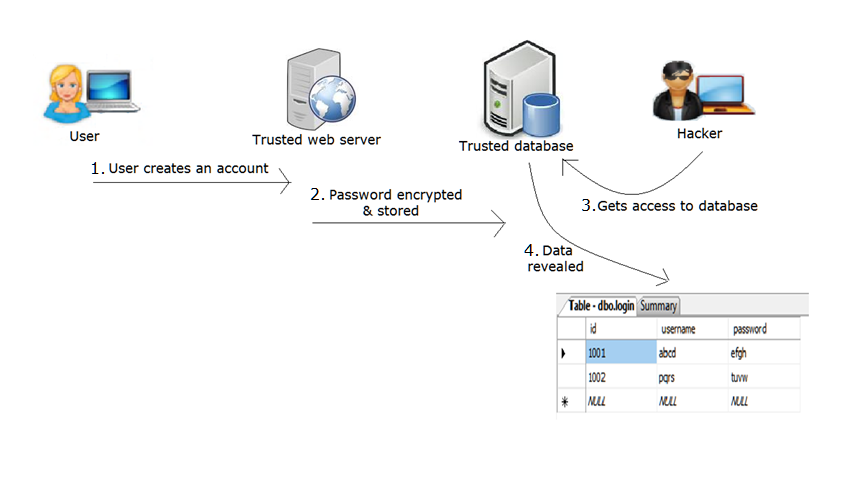 User
Trusted web server
Trusted database
Hacker
1. User creates an account
2. Password encrypted
& stored
3.Gets access to database
4. Data
revealed
Table - dbo.login Summary
id username password
1001 abcd efgh
1002 pqrs tuvw
NULL NULL NULL